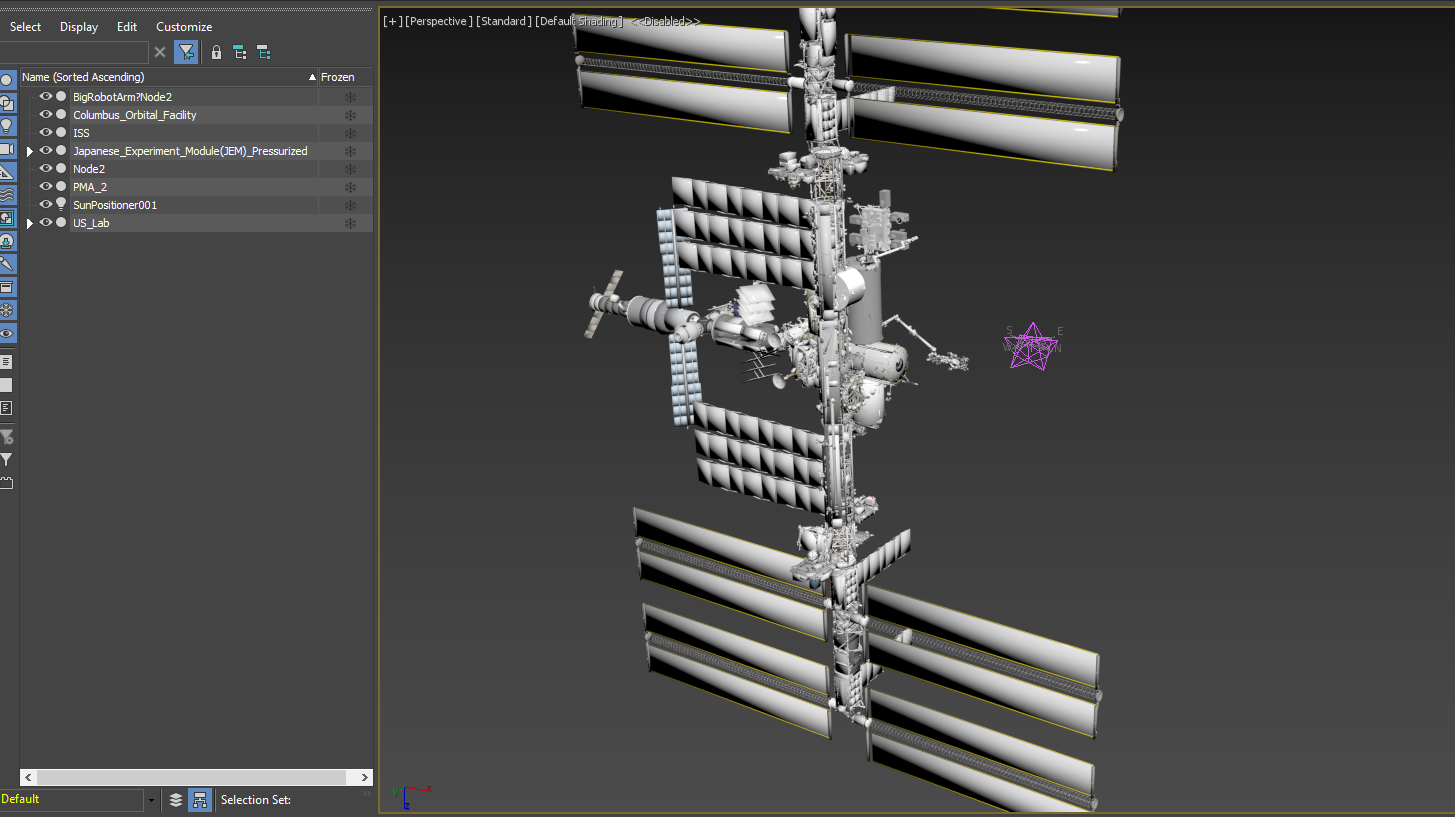 Select Display Edit Customize
[+] [Perspective] [Standard] [Default Shading] <<Disabled>>
Name (Sorted Ascending) Frozen
BigRobotArm?Node2
Columbus_Orbital_Facility
ISS
Japanese_Experiment_Module(JEM)_Pressurized
Node2
PMA_2
SunPositioner001
US_Lab
S E
W N
y x
z
Default Selection Set: